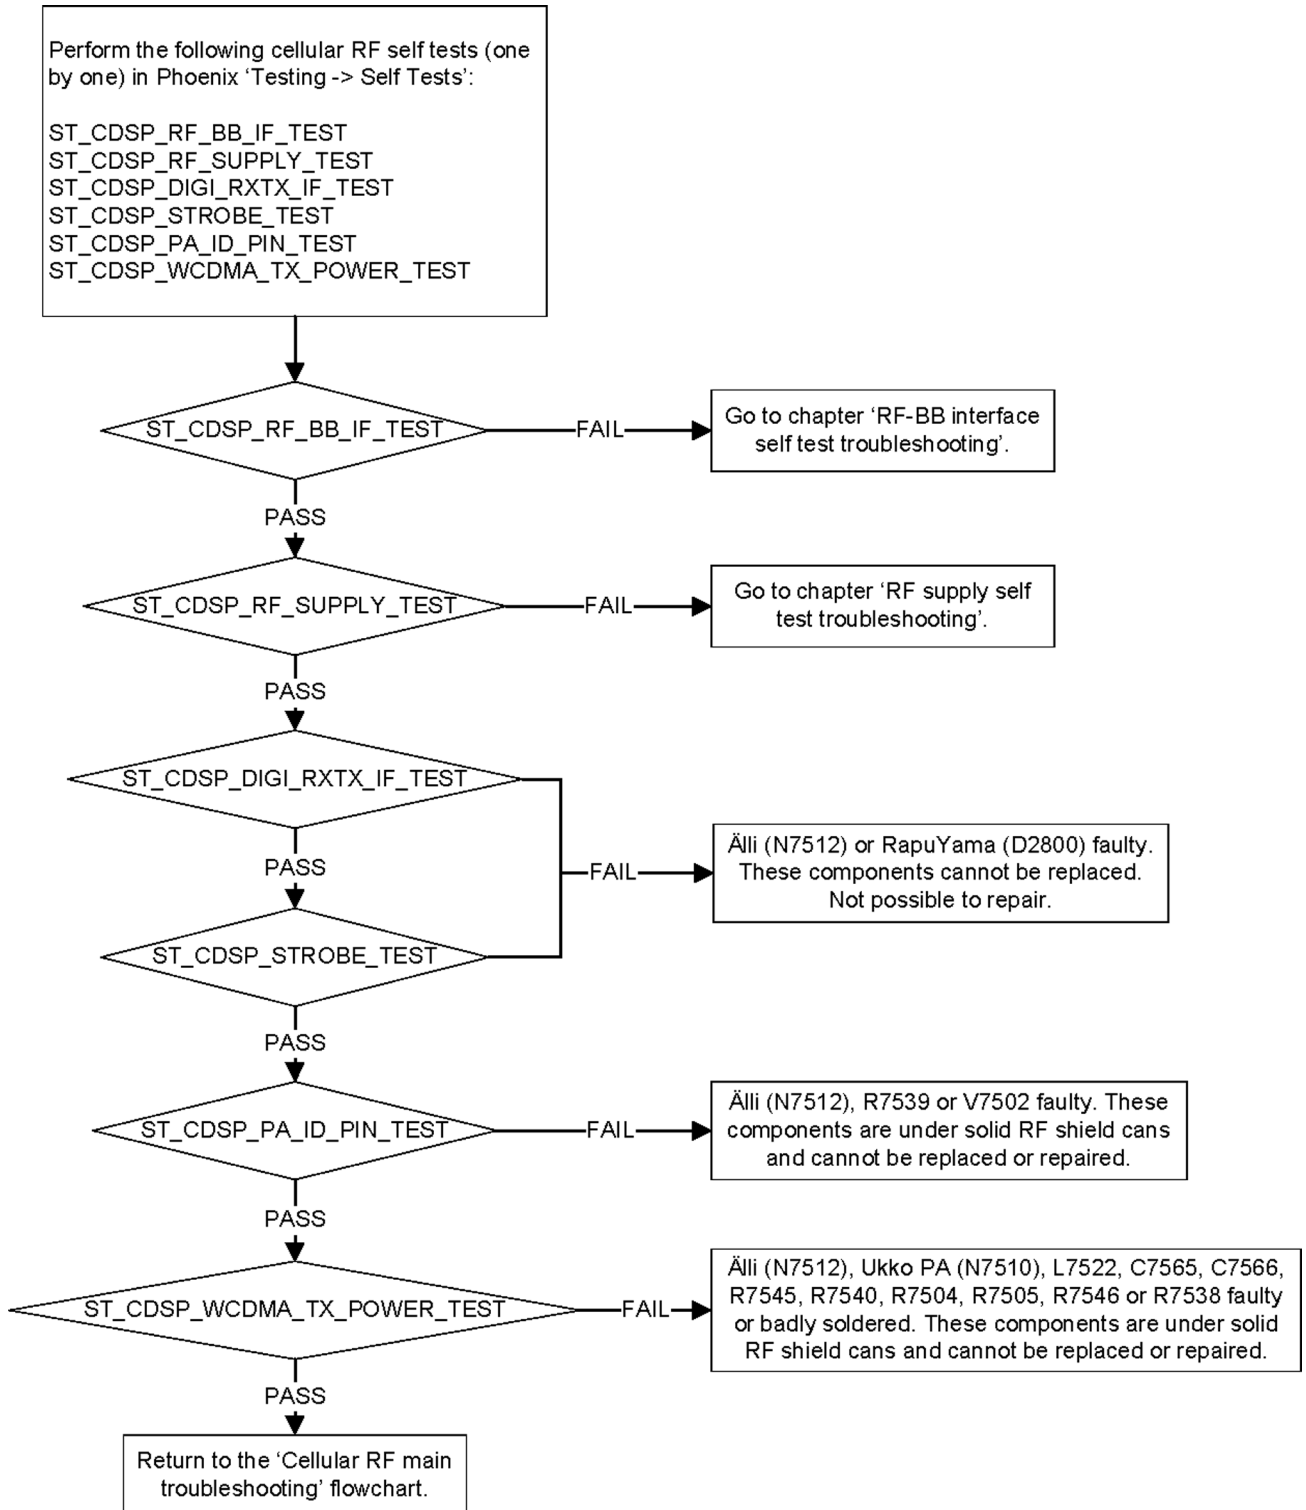 Perform the following cellular RF self tests (one
by one) in Phoenix ‘Testing -> Self Tests’:
ST_CDSP_RF_BB_IF_TEST
ST_CDSP_RF_SUPPLY_TEST
ST_CDSP_DIGI_RXTX_IF_TEST
ST_CDSP_STROBE_TEST
ST_CDSP_PA_ID_PIN_TEST
ST_CDSP_WCDMA_TX_POWER_TEST
ST_CDSP_RF_BB_IF_TEST
FAIL
Go to chapter ‘RF-BB interface
self test troubleshooting’.
PASS
ST_CDSP_RF_SUPPLY_TEST
FAIL
Go to chapter ‘RF supply self
test troubleshooting’.
PASS
ST_CDSP_DIGI_RXTX_IF_TEST
PASS
FAIL
Älli (N7512) or RapuYama (D2800) faulty.
These components cannot be replaced.
Not possible to repair.
ST_CDSP_STROBE_TEST
PASS
ST_CDSP_PA_ID_PIN_TEST
FAIL
Älli (N7512), R7539 or V7502 faulty. These
components are under solid RF shield cans
and cannot be replaced or repaired.
PASS
ST_CDSP_WCDMA_TX_POWER_TEST
FAIL
Älli (N7512), Ukko PA (N7510), L7522, C7565, C7566,
R7545, R7540, R7504, R7505, R7546 or R7538 faulty
or badly soldered. These components are under solid
RF shield cans and cannot be replaced or repaired.
PASS
Return to the ‘Cellular RF main
troubleshooting’ flowchart.